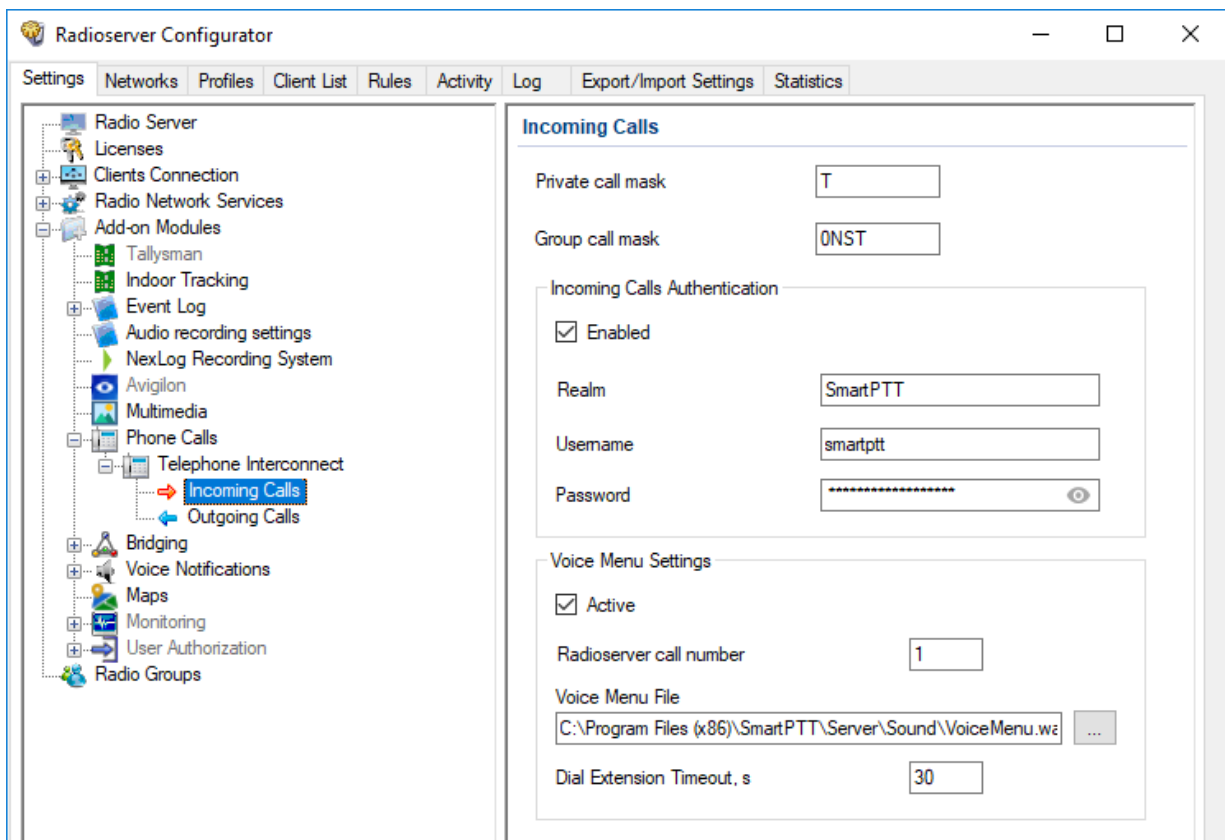 Radioserver Configurator
Settings Networks Profiles Client List Rules Activity Log Export/Import Settings Statistics
Radio Server
Licenses
Clients Connection
Radio Network Services
Add-on Modules
Tallysman
Indoor Tracking
Event Log
Audio recording settings
NexLog Recording System
Avigilon
Multimedia
Phone Calls
Telephone Interconnect
Incoming Calls
Outgoing Calls
Bridging
Voice Notifications
Maps
Monitoring
User Authorization
Radio Groups
Incoming Calls
Private call mask T
Group call mask 0NST
Incoming Calls Authentication
Enabled
Realm SmartPTT
Username smartptt
Password ******************
Voice Menu Settings
Active
Radioserver call number 1
Voice Menu File
C:\Program Files (x86)\SmartPTT\Server\Sound\VoiceMenu.wa ...
Dial Extension Timeout, s 30